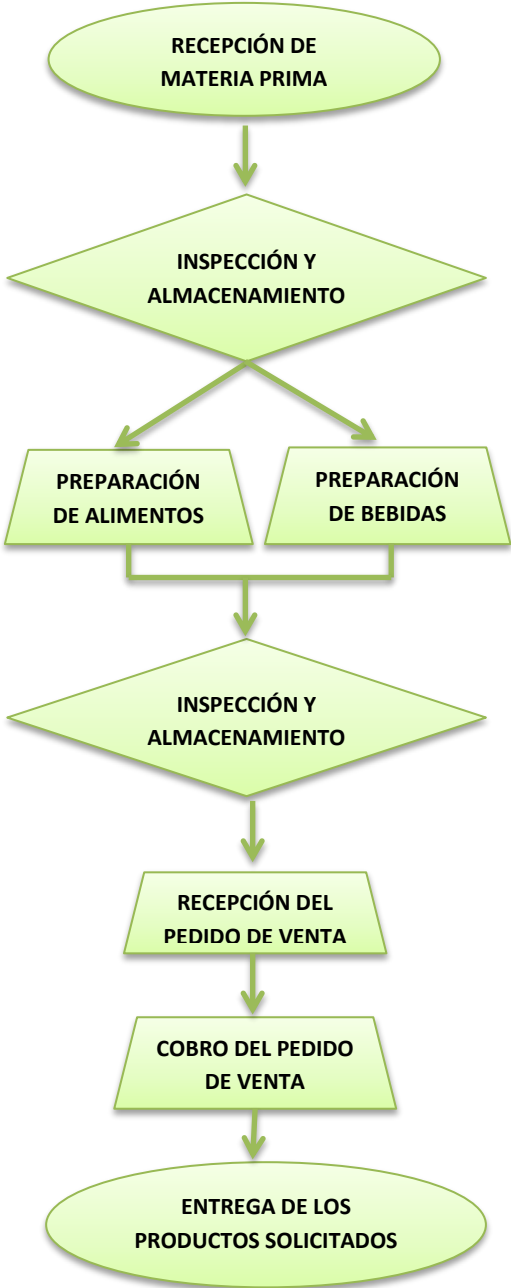 RECEPCIÓN DE
MATERIA PRIMA
INSPECCIÓN Y
ALMACENAMIENTO
PREPARACIÓN
DE ALIMENTOS
PREPARACIÓN
DE BEBIDAS
INSPECCIÓN Y
ALMACENAMIENTO
RECEPCIÓN DEL
PEDIDO DE VENTA
COBRO DEL PEDIDO
DE VENTA
ENTREGA DE LOS
PRODUCTOS SOLICITADOS